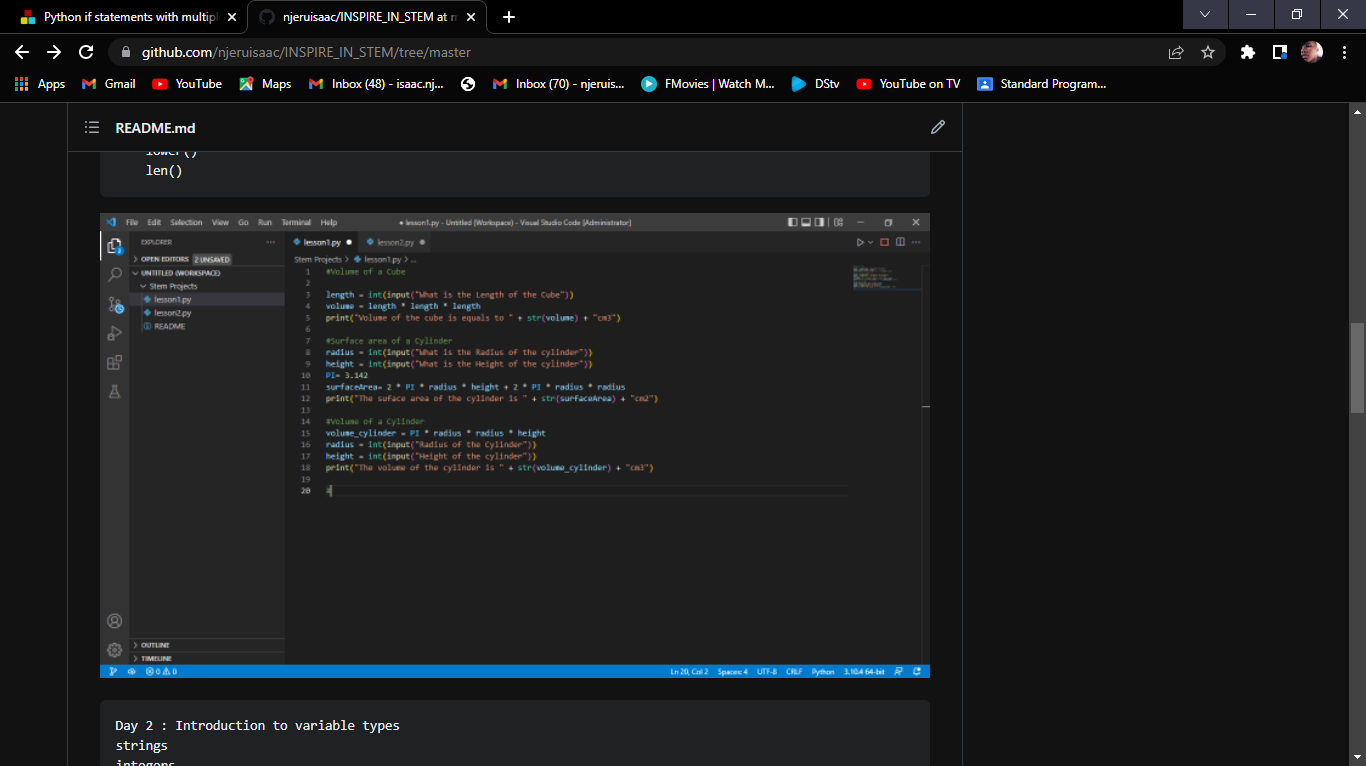 Python if statements with multipl
njeruisaac/INSPIRE_IN_STEM at m
github.com/njeruisaac/INSPIRE_IN_STEM/tree/master
Apps Gmail YouTube Maps Inbox (48) - isaac.nj... Inbox (70) - njeruis... FMovies | Watch M... DStv YouTube on TV Standard Program...
README.md
lower()
len()
File Edit Selection View Go Run Terminal Help ● lesson1.py - Untitled (Workspace) - Visual Studio Code [Administrator]
EXPLORER ··· lesson1.py ● lesson2.py ●
OPEN EDITORS 2 UNSAVED
Stem Projects > lesson1.py > ...
UNTITLED (WORKSPACE)
Stem Projects
lesson1.py
lesson2.py
README
1 #Volume of a Cube
2
3 length = int(input("What is the Length of the Cube"))
4 volume = length * length * length
5 print("Volume of the cube is equals to " + str(volume) + "cm3")
6
7 #Surface area of a Cylinder
8 radius = int(input("What is the Radius of the cylinder"))
9 height = int(input("What is the Height of the cylinder"))
10 PI= 3.142
11 surfaceArea= 2 * PI * radius * height + 2 * PI * radius * radius
12 print("The suface area of the cylinder is " + str(surfaceArea) + "cm2")
13
14 #Volume of a Cylinder
15 volume_cylinder = PI * radius * radius * height
16 radius = int(input("Radius of the Cylinder"))
17 height = int(input("Height of the cylinder"))
18 print("The volume of the cylinder is " + str(volume_cylinder) + "cm3")
19
20 #
OUTLINE
TIMELINE
0 0 Ln 20, Col 2 Spaces: 4 UTF-8 CRLF Python 3.10.4 64-bit
Day 2 : Introduction to variable types
strings
integers